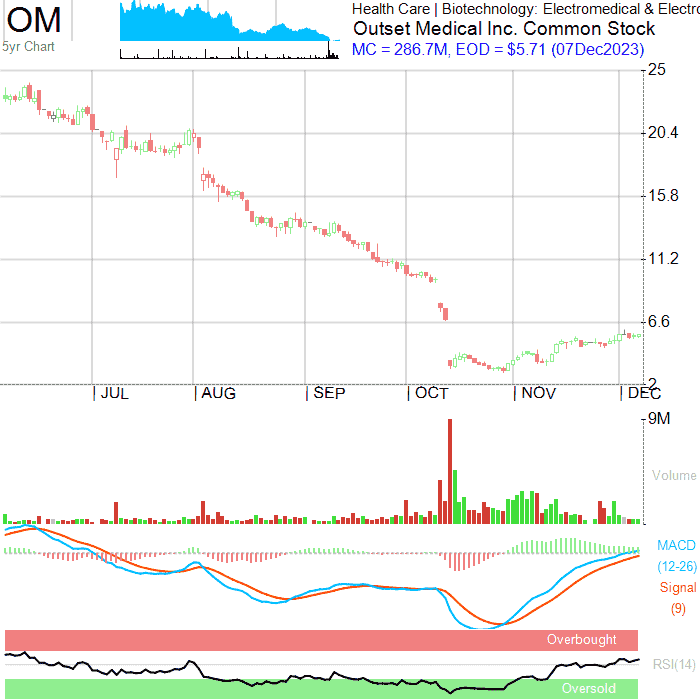 OM
5yr Chart
Health Care | Biotechnology: Electromedical & Electro
Outset Medical Inc. Common Stock
MC = 286.7M, EOD = $5.71 (07Dec2023)
25
20.4
15.8
11.2
6.6
2
| JUL | AUG | SEP | OCT | NOV | DEC
9M
Volume
MACD
(12-26)
Signal
(9)
Overbought
RSI(14)
Oversold